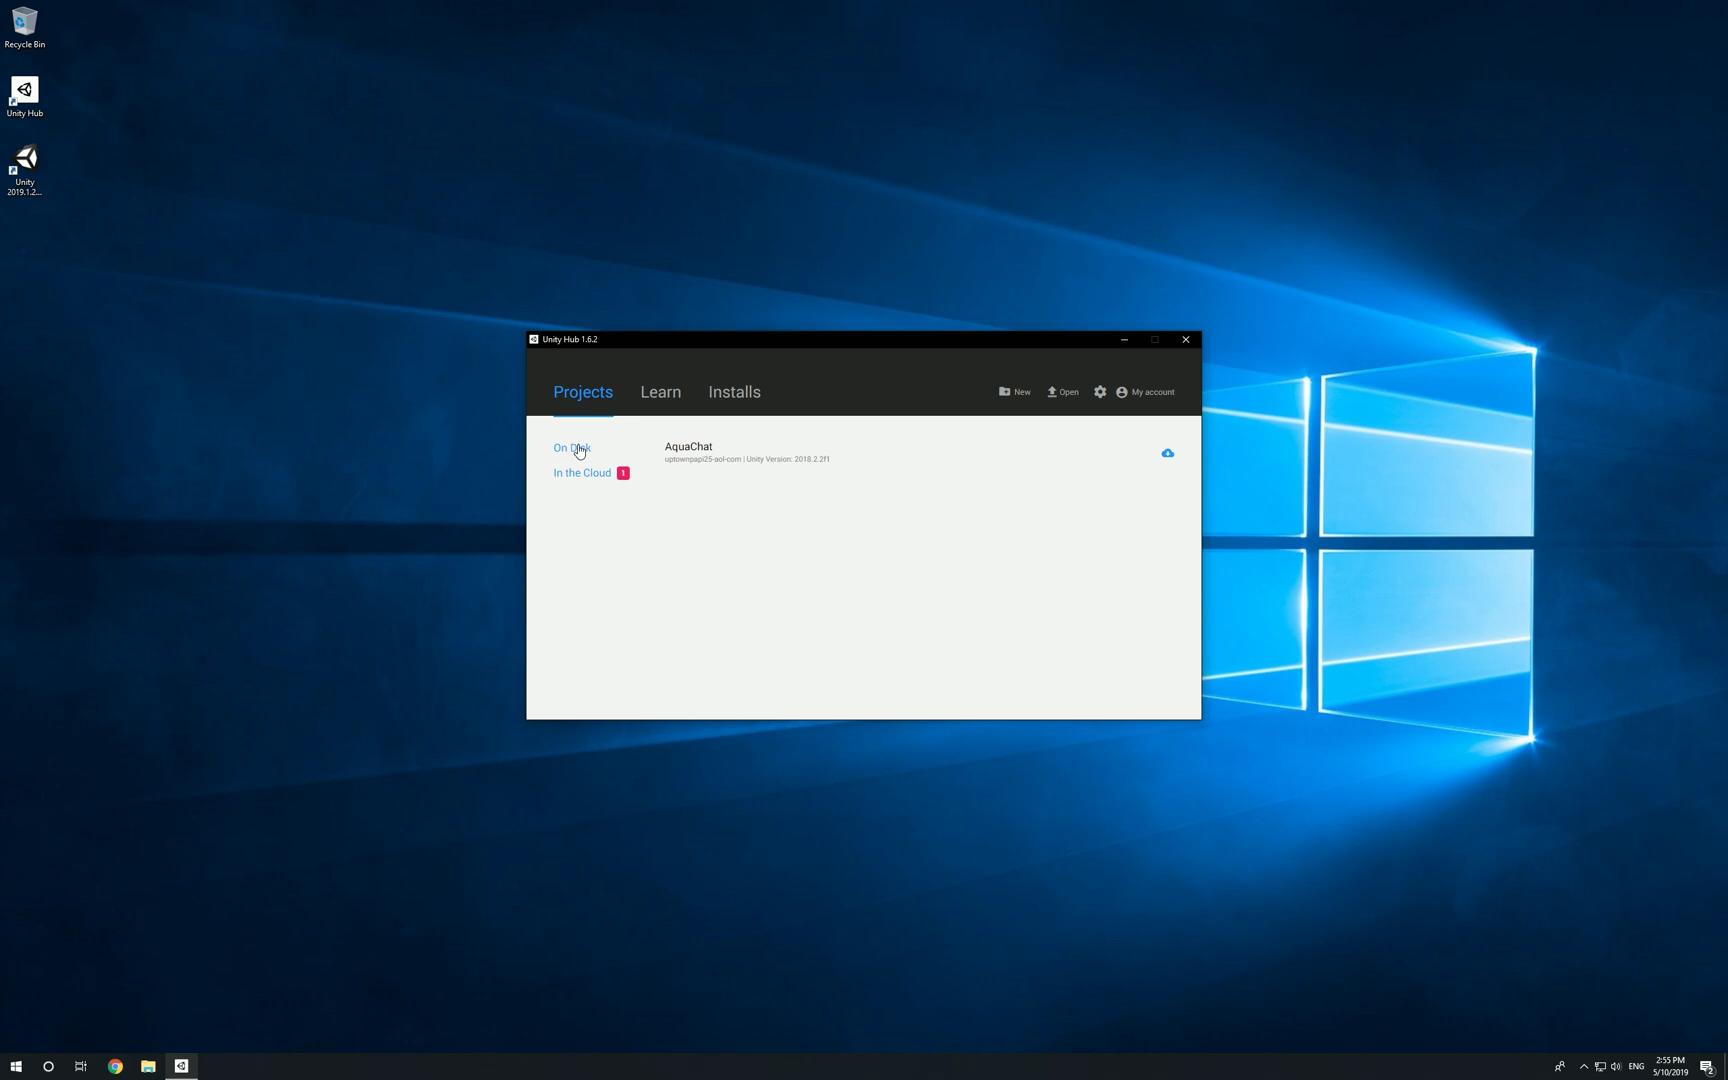 Recycle Bin
Unity Hub
Unity
2019.1.2...
Unity Hub 1.6.2
Projects
Learn
Installs
New
Open
My account
On Disk
In the Cloud 1
AquaChat
uptownpapi25-aol-com | Unity Version: 2018.2.2f1
ENG
2:55 PM
5/10/2019
2